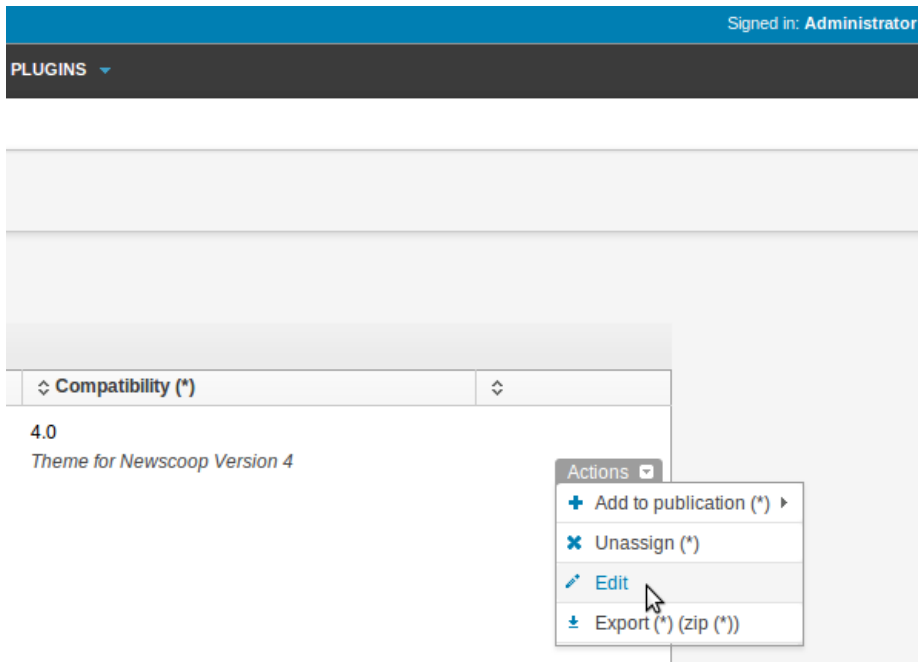 Signed in: Administrator
PLUGINS
Compatibility (*)
4.0
Theme for Newscoop Version 4
Actions
Add to publication (*)
Unassign (*)
Edit
Export (*) (zip (*))